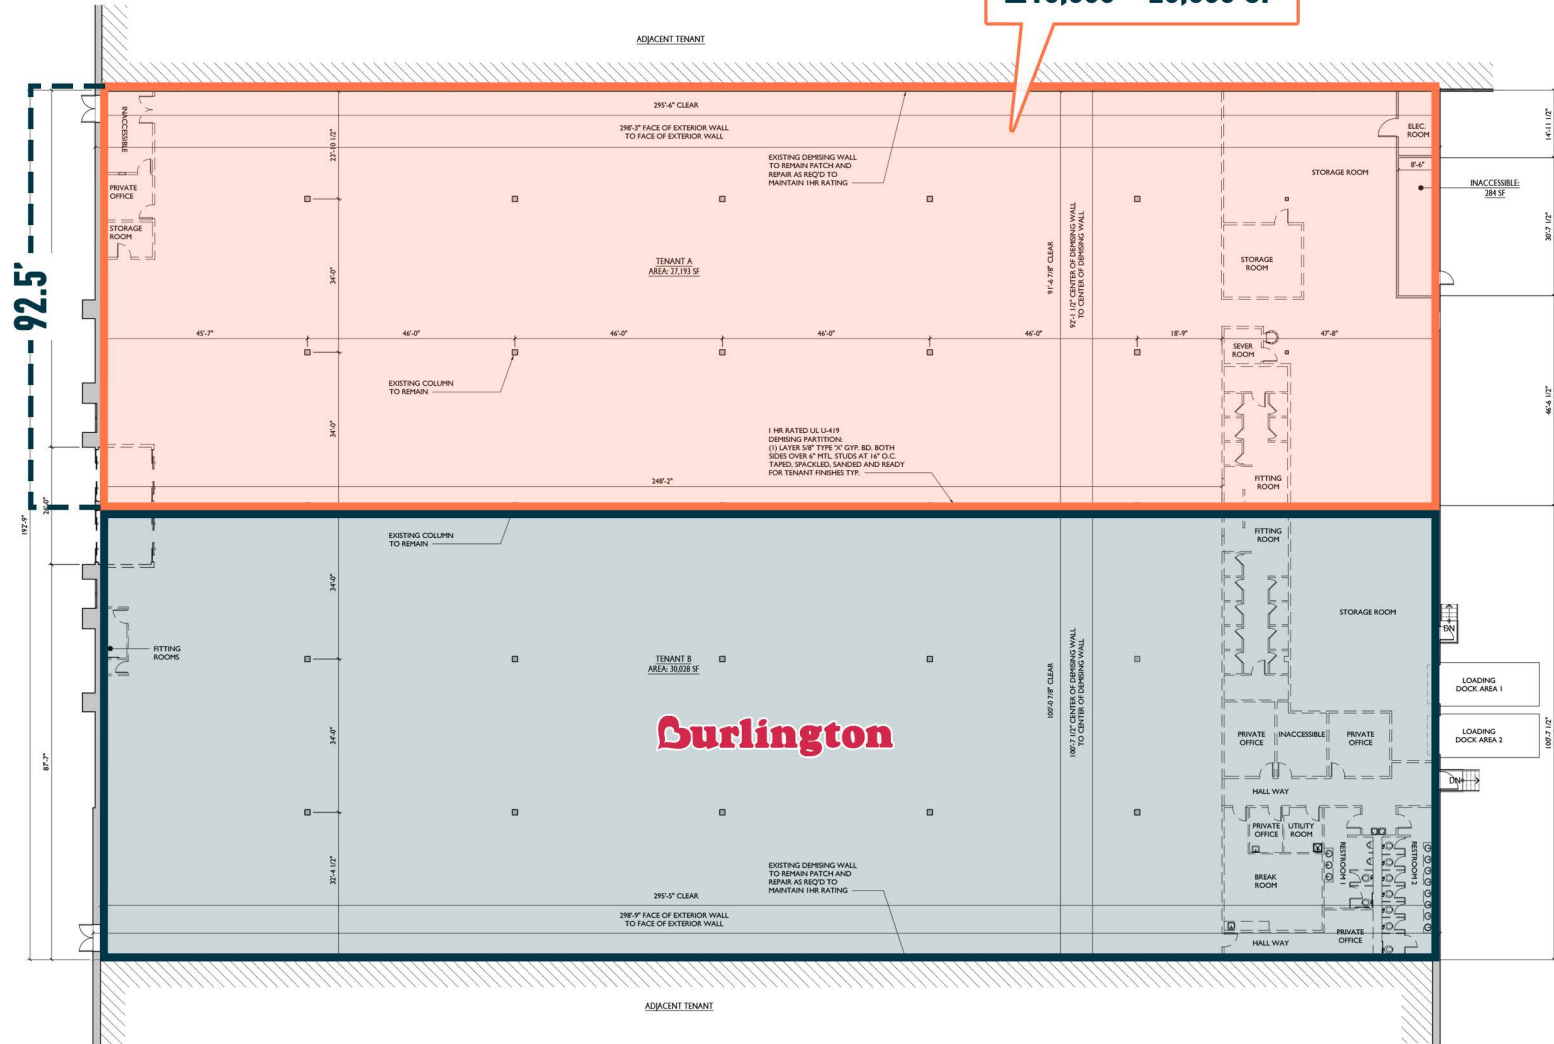 ADJACENT TENANT
92.5'
INACCESSIBLE
295'-6" CLEAR
298'-3" FACE OF EXTERIOR WALL
TO FACE OF EXTERIOR WALL
23'-10 1/2"
EXISTING DEMISING WALL
TO REMAIN PATCH AND
REPAIR AS REQ'D TO
MAINTAIN 1HR RATING
ELEC.
ROOM
14'-11 1/2"
8'-6"
STORAGE ROOM
INACCESSIBLE:
284 SF
PRIVATE
OFFICE
STORAGE
ROOM
30'-7 1/2"
TENANT A
AREA: 27,193 SF
34'-0"
91'-6 7/8" CLEAR
92'-1 1/2" CENTER OF DEMISING WALL
TO CENTER OF DEMISING WALL
STORAGE
ROOM
45'-7"
46'-0"
46'-0"
46'-0"
46'-0"
18'-9"
47'-8"
SEVER
ROOM
EXISTING COLUMN
TO REMAIN
46'-6 1/2"
34'-0"
1 HR RATED UL U-419
DEMISING PARTITION:
(1) LAYER 5/8" TYPE 'X' GYP. BD. BOTH
SIDES OVER 6" MTL. STUDS AT 16" O.C.
TAPED, SPACKLED, SANDED AND READY
FOR TENANT FINISHES TYP.
248'-2"
FITTING
ROOM
192'-9"
EXISTING COLUMN
TO REMAIN
FITTING
ROOM
34'-0"
STORAGE ROOM
DN
FITTING
ROOMS
TENANT B
AREA: 30,028 SF
100'-0 7/8" CLEAR
100'-7 1/2" CENTER OF DEMISING WALL
TO CENTER OF DEMISING WALL
LOADING
DOCK AREA 1
Burlington
34'-0"
PRIVATE
OFFICE
INACCESSIBLE
PRIVATE
OFFICE
LOADING
DOCK AREA 2
100'-7 1/2"
87'-7"
DN
HALL WAY
PRIVATE
OFFICE
UTILITY
ROOM
RESTROOM 1
RESTROOM 2
32'-4 1/2"
EXISTING DEMISING WALL
TO REMAIN PATCH AND
REPAIR AS REQ'D TO
MAINTAIN 1HR RATING
BREAK
ROOM
295'-5" CLEAR
298'-9" FACE OF EXTERIOR WALL
TO FACE OF EXTERIOR WALL
PRIVATE
OFFICE
HALL WAY
ADJACENT TENANT